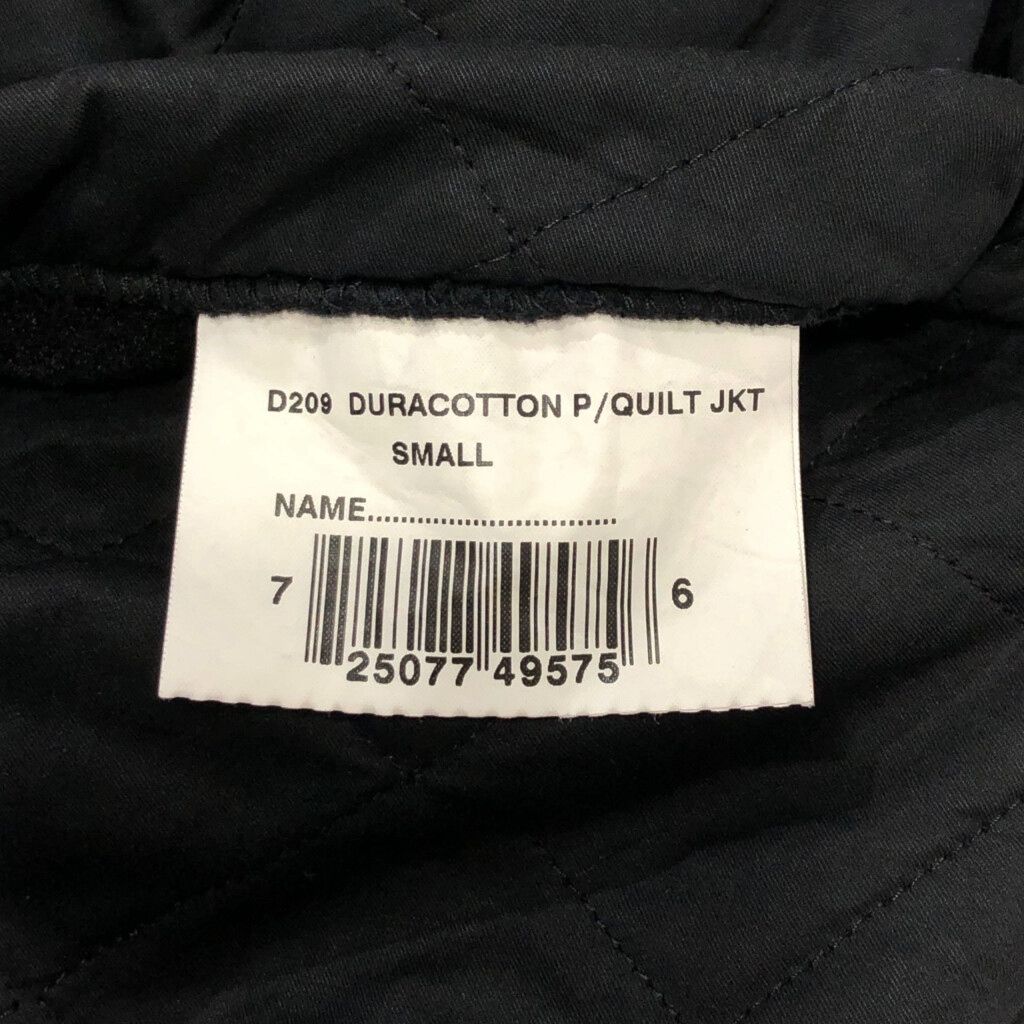 D209 DURACOTTON P/QUILT JKT
SMALL
NAME..............................
7 25077 49575 6